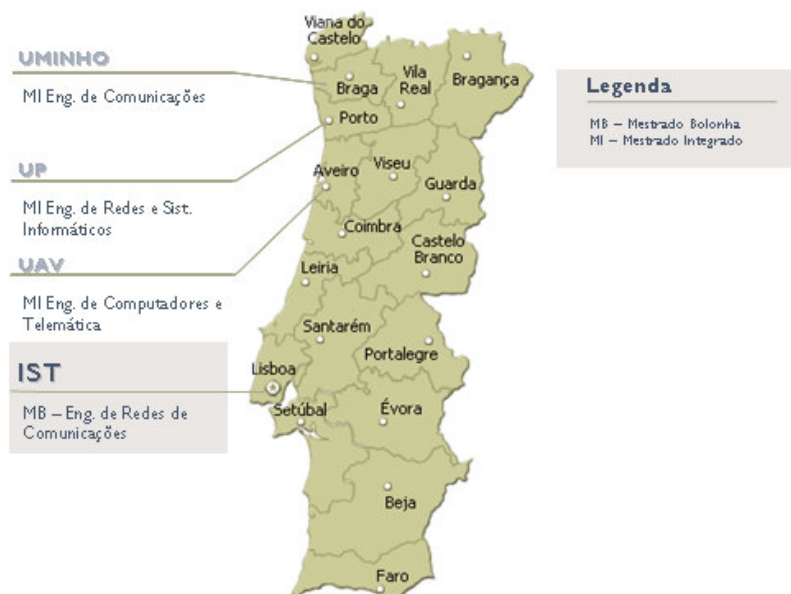 UMINHO
MI Eng. de Comunicações
UP
MI Eng. de Redes e Sist.
Informáticos
UAV
MI Eng. de Computadores e
Telemática
IST
MB – Eng. de Redes de
Comunicações
Viana do
Castelo
Braga
Vila
Real
Bragança
Porto
Aveiro
Viseu
Guarda
Coimbra
Castelo
Branco
Leiria
Santarém
Portalegre
Lisboa
Setúbal
Évora
Beja
Faro
Legenda
MB – Mestrado Bolonha
MI – Mestrado Integrado